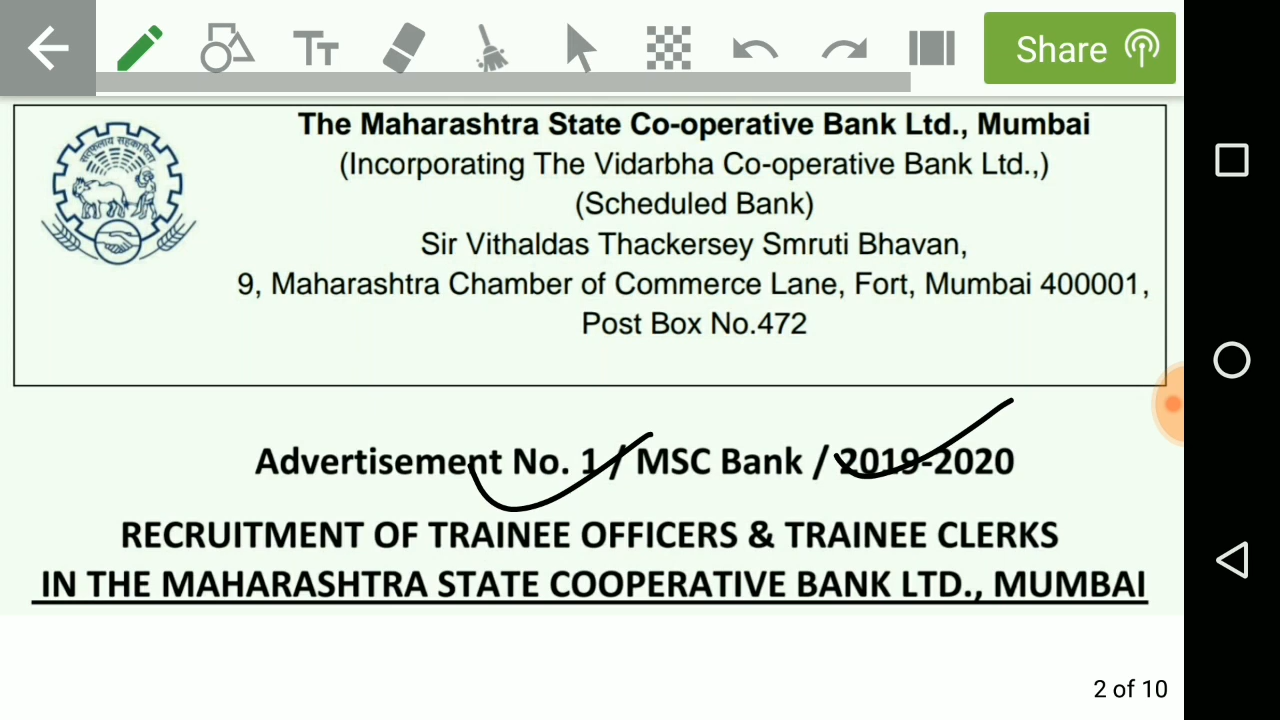 Share
The Maharashtra State Co-operative Bank Ltd., Mumbai
(Incorporating The Vidarbha Co-operative Bank Ltd.,)
(Scheduled Bank)
Sir Vithaldas Thackersey Smruti Bhavan,
9, Maharashtra Chamber of Commerce Lane, Fort, Mumbai 400001,
Post Box No.472
Advertisement No. 1 / MSC Bank / 2019-2020
RECRUITMENT OF TRAINEE OFFICERS & TRAINEE CLERKS
IN THE MAHARASHTRA STATE COOPERATIVE BANK LTD., MUMBAI
2 of 10